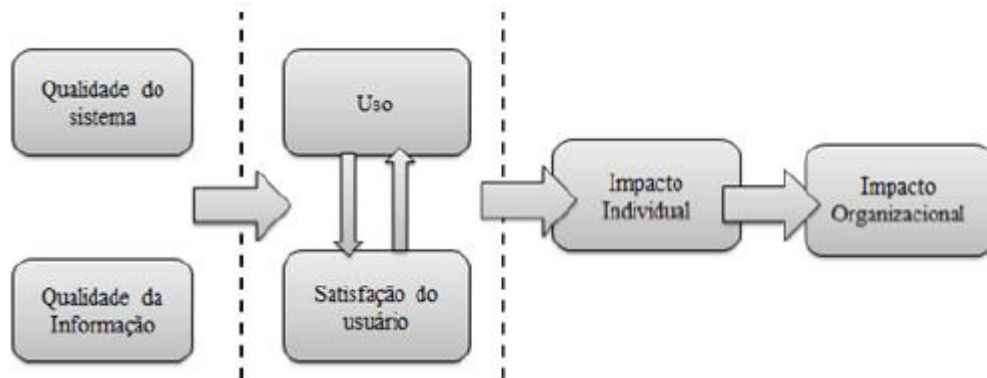 Qualidade do
sistema
Qualidade da
Informação
Uso
Satisfação do
usuário
Impacto
Individual
Impacto
Organizacional